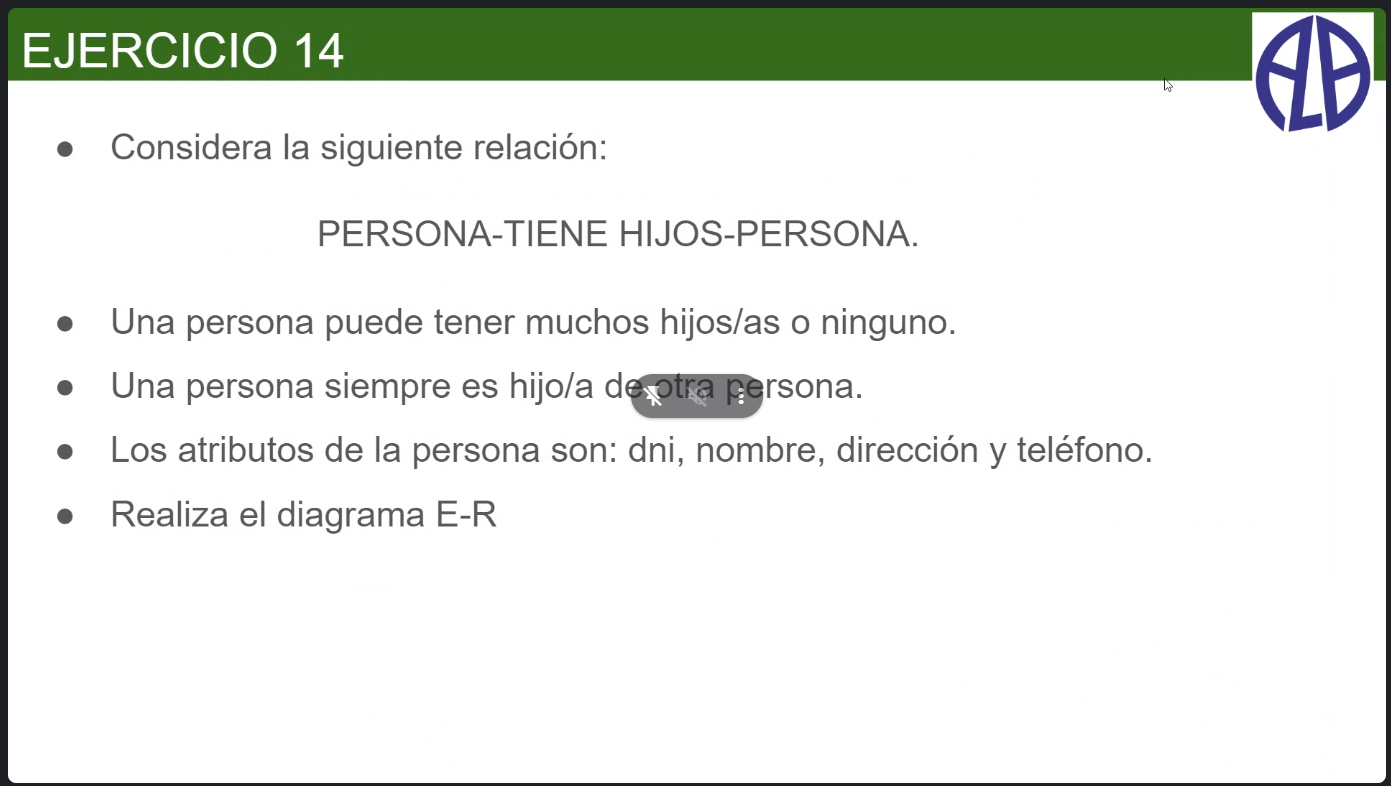 EJERCICIO 14
● Considera la siguiente relación:
PERSONA-TIENE HIJOS-PERSONA.
● Una persona puede tener muchos hijos/as o ninguno.
● Una persona siempre es hijo/a de otra persona.
● Los atributos de la persona son: dni, nombre, dirección y teléfono.
● Realiza el diagrama E-R